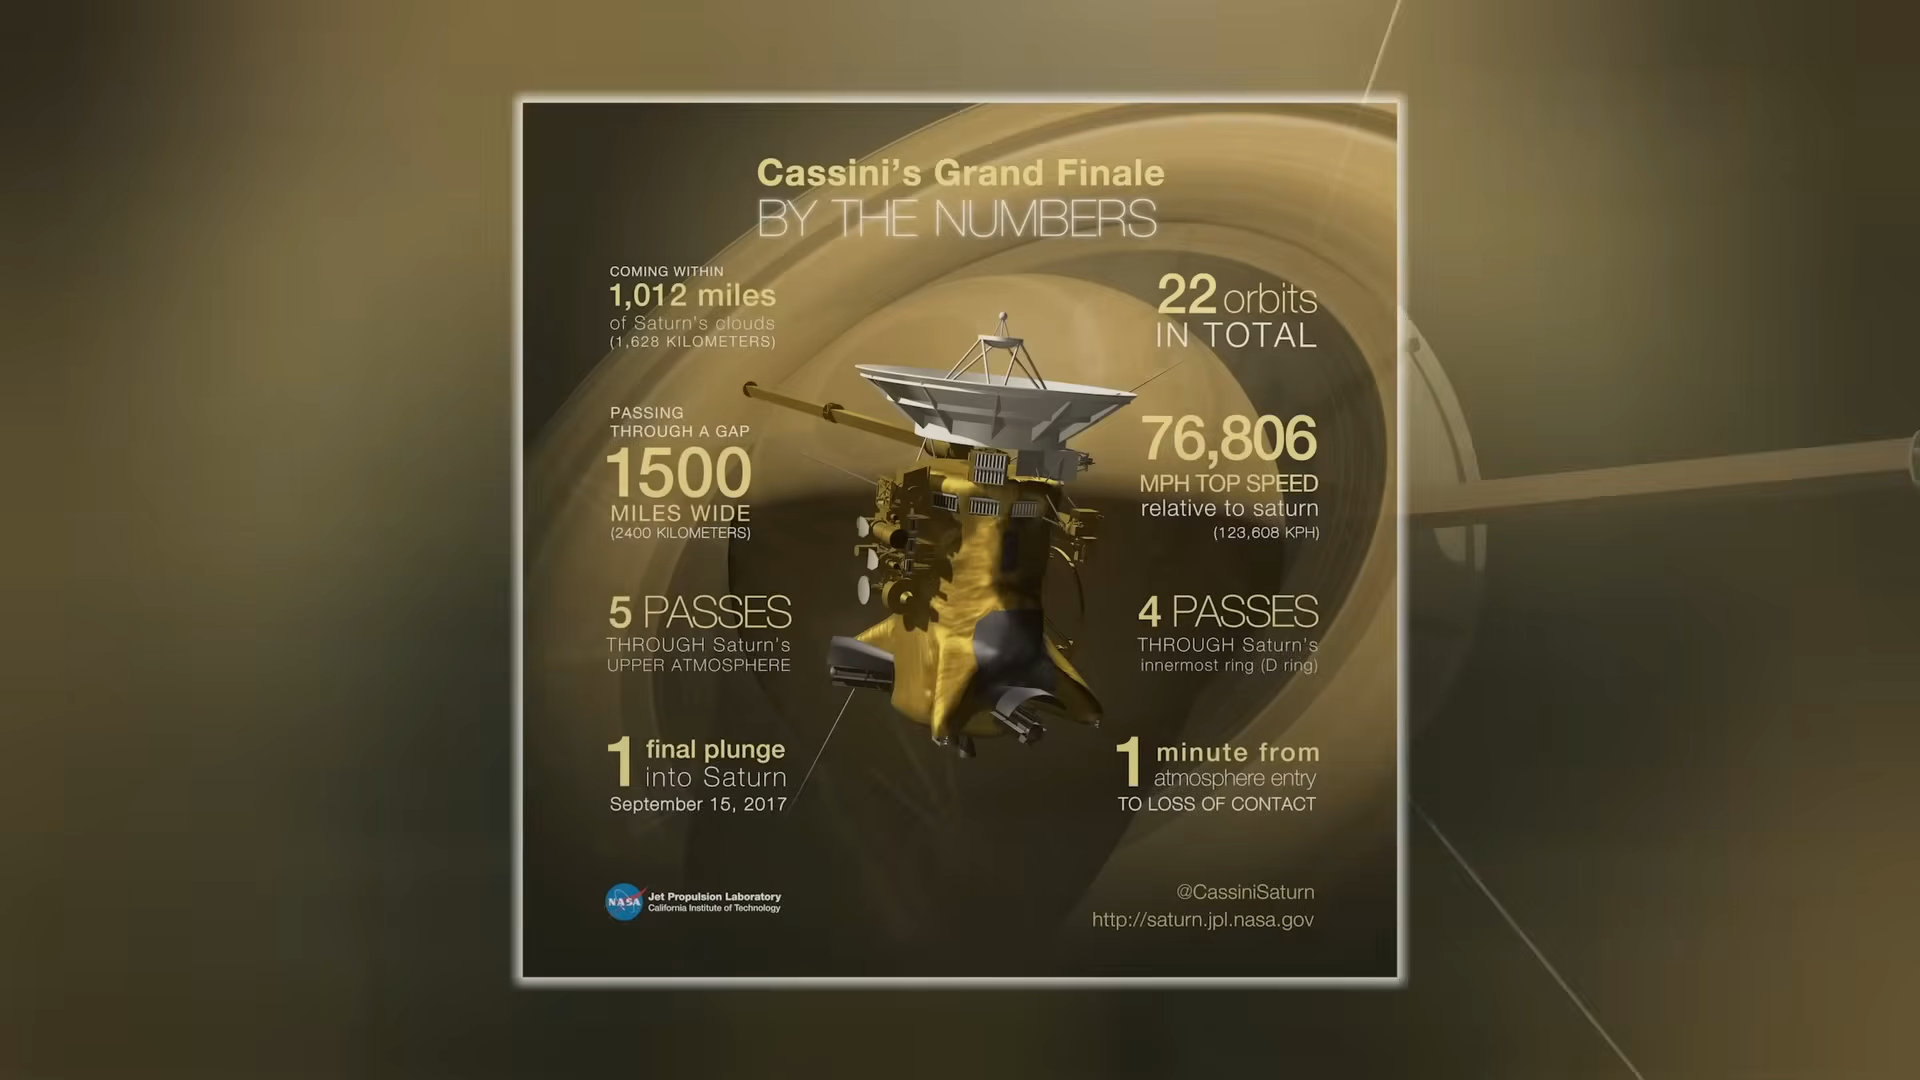 Cassini’s Grand Finale
BY THE NUMBERS
COMING WITHIN
1,012 miles
of Saturn's clouds
(1,628 KILOMETERS)
22 orbits
IN TOTAL
PASSING
THROUGH A GAP
1500
MILES WIDE
(2400 KILOMETERS)
76,806
MPH TOP SPEED
relative to saturn
(123,608 KPH)
5 PASSES
THROUGH Saturn's
UPPER ATMOSPHERE
4 PASSES
THROUGH Saturn's
innermost ring (D ring)
1 final plunge
into Saturn
September 15, 2017
1 minute from
atmosphere entry
TO LOSS OF CONTACT
NASA
Jet Propulsion Laboratory
California Institute of Technology
@CassiniSaturn
http://saturn.jpl.nasa.gov